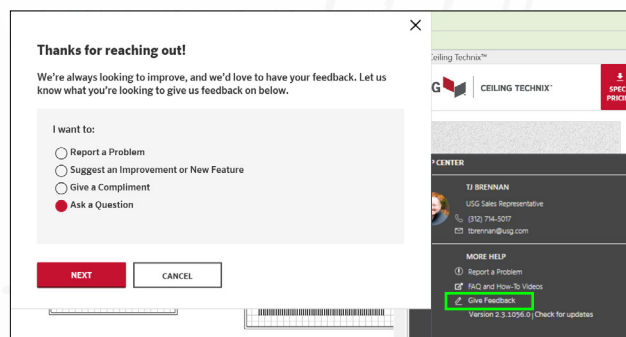 Thanks for reaching out!
We're always looking to improve, and we'd love to have your feedback. Let us
know what you're looking to give us feedback on below.
I want to:
Report a Problem
Suggest an Improvement or New Feature
Give a Compliment
Ask a Question
NEXT
CANCEL
Ceiling Technix™
CEILING TECHNIX™
CENTER
TJ BRENNAN
USG Sales Representative
(312) 714-5017
tbrennan@usg.com
MORE HELP
Report a Problem
FAQ and How-To Videos
Give Feedback
Version 2.3.1056.0 | Check for updates